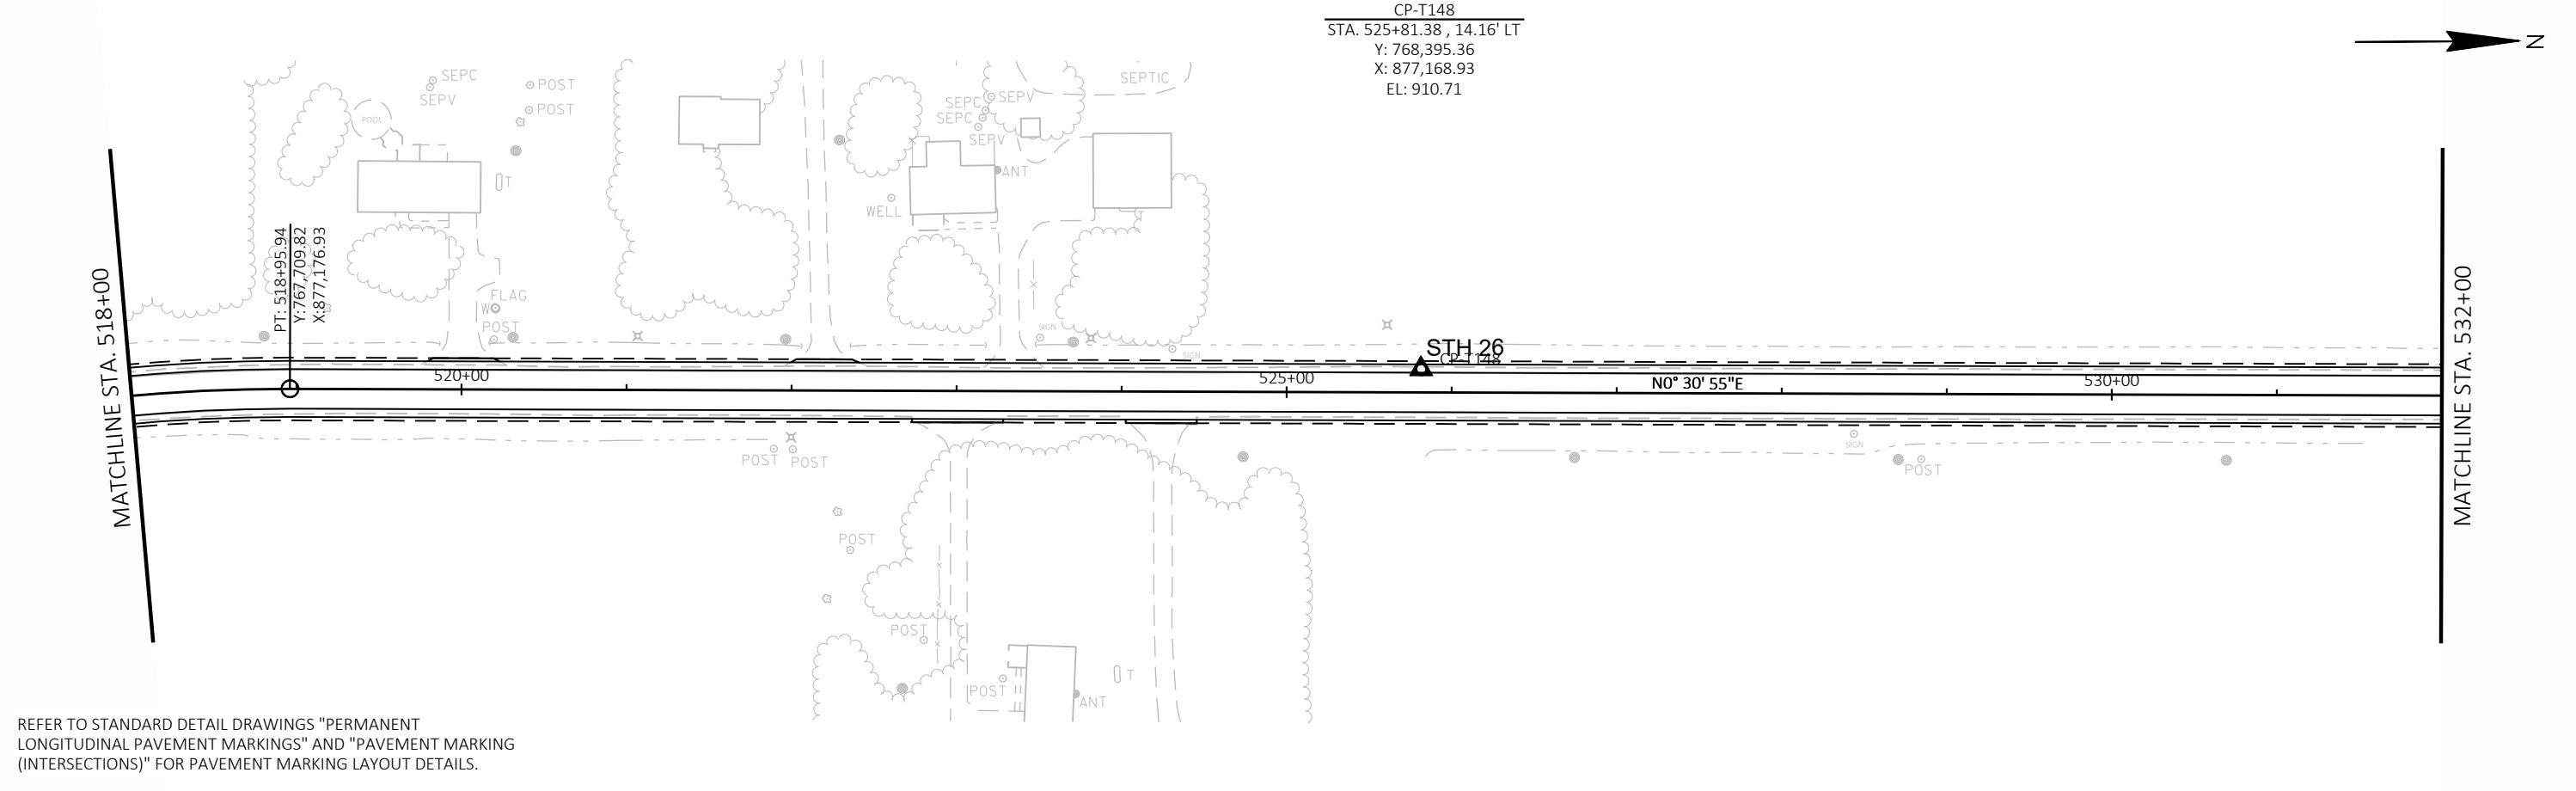 CP-T148
STA. 525+81.38 , 14.16' LT
Y: 768,395.36
X: 877,168.93
EL: 910.71
N
SEPC
SEPV
POST
POST
POOL
T
SEPC
SEPV
SEPC
SEPV
SEPTIC
ANT
WELL
MATCHLINE STA. 518+00
PT: 518+95.94
Y:767,709.82
X:877,176.93
FLAG
W
POST
SIGN
SIGN
STH 26
CP-T148
520+00
525+00
N0° 30' 55"E
530+00
MATCHLINE STA. 532+00
POST
POST
SIGN
POST
POST
POST
POST
T
ANT
REFER TO STANDARD DETAIL DRAWINGS "PERMANENT
LONGITUDINAL PAVEMENT MARKINGS" AND "PAVEMENT MARKING
(INTERSECTIONS)" FOR PAVEMENT MARKING LAYOUT DETAILS.